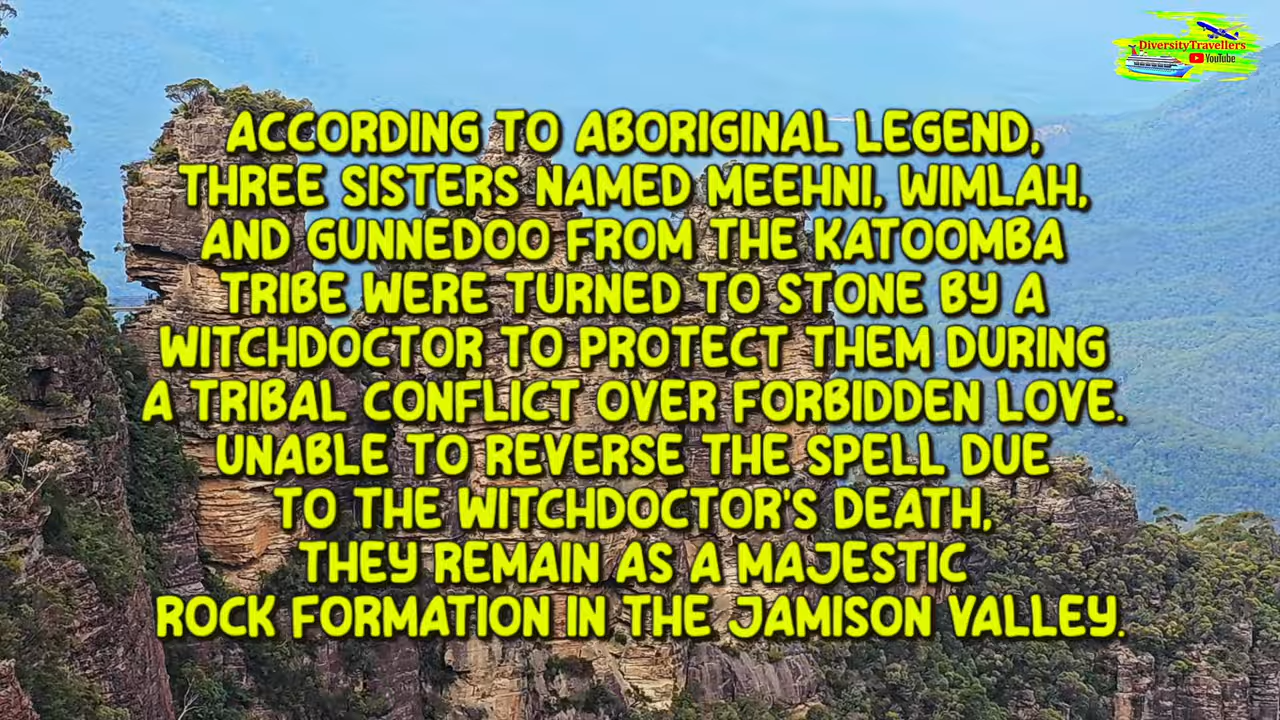 DiversityTravellers
YouTube
ACCORDING TO ABORIGINAL LEGEND,
THREE SISTERS NAMED MEEHNI, WIMLAH,
AND GUNNEDOO FROM THE KATOOMBA
TRIBE WERE TURNED TO STONE BY A
WITCHDOCTOR TO PROTECT THEM DURING
A TRIBAL CONFLICT OVER FORBIDDEN LOVE.
UNABLE TO REVERSE THE SPELL DUE
TO THE WITCHDOCTOR'S DEATH,
THEY REMAIN AS A MAJESTIC
ROCK FORMATION IN THE JAMISON VALLEY.